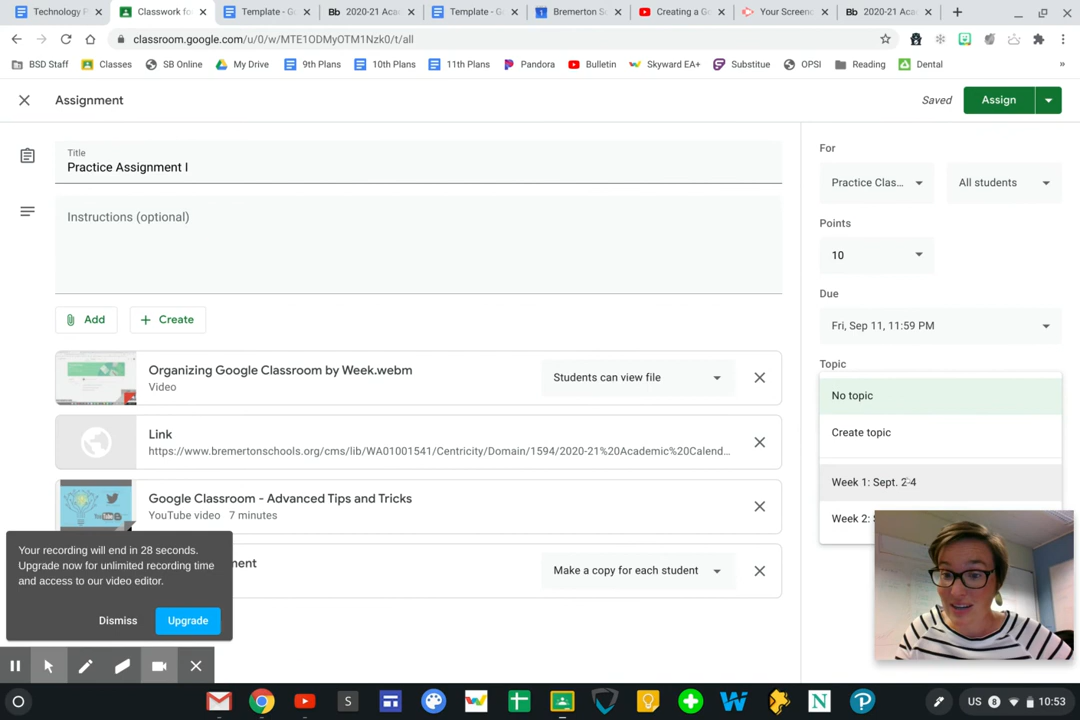 Technology P
Classwork fo
Template - G
2020-21 Aca
Template - G
Bremerton Sc
Creating a Go
Your Screenc
2020-21 Aca
classroom.google.com/u/0/w/MTE1ODMyOTM1Nzk0/t/all
BSD Staff
Classes
SB Online
My Drive
9th Plans
10th Plans
11th Plans
Pandora
Bulletin
Skyward EA+
Substitue
OPSI
Reading
Dental
»
Assignment
Saved
Assign
Title
Practice Assignment I
Instructions (optional)
Add
Create
Organizing Google Classroom by Week.webm
Video
Students can view file
Link
https://www.bremertonschools.org/cms/lib/WA01001541/Centricity/Domain/1594/2020-21%20Academic%20Calend...
Google Classroom - Advanced Tips and Tricks
YouTube video 7 minutes
ment
Make a copy for each student
For
Practice Clas...
All students
Points
10
Due
Fri, Sep 11, 11:59 PM
Topic
No topic
Create topic
Week 1: Sept. 2-4
Week 2:
Your recording will end in 28 seconds.
Upgrade now for unlimited recording time
and access to our video editor.
Dismiss
Upgrade
US
8
10:53